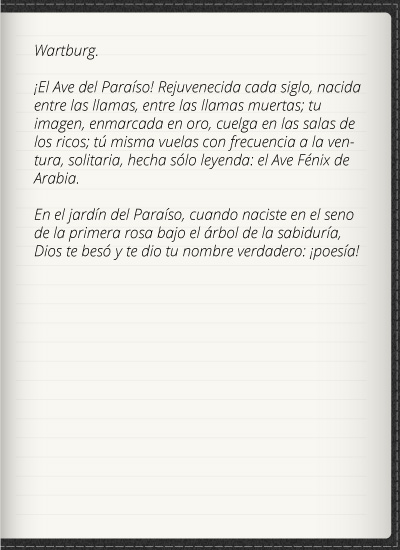 Wartburg.
¡El Ave del Paraíso! Rejuvenecida cada siglo, nacida
entre las llamas, entre las llamas muertas; tu
imagen, enmarcada en oro, cuelga en las salas de
los ricos; tú misma vuelas con frecuencia a la ven-
tura, solitaria, hecha sólo leyenda: el Ave Fénix de
Arabia.
En el jardín del Paraíso, cuando naciste en el seno
de la primera rosa bajo el árbol de la sabiduría,
Dios te besó y te dio tu nombre verdadero: ¡poesía!